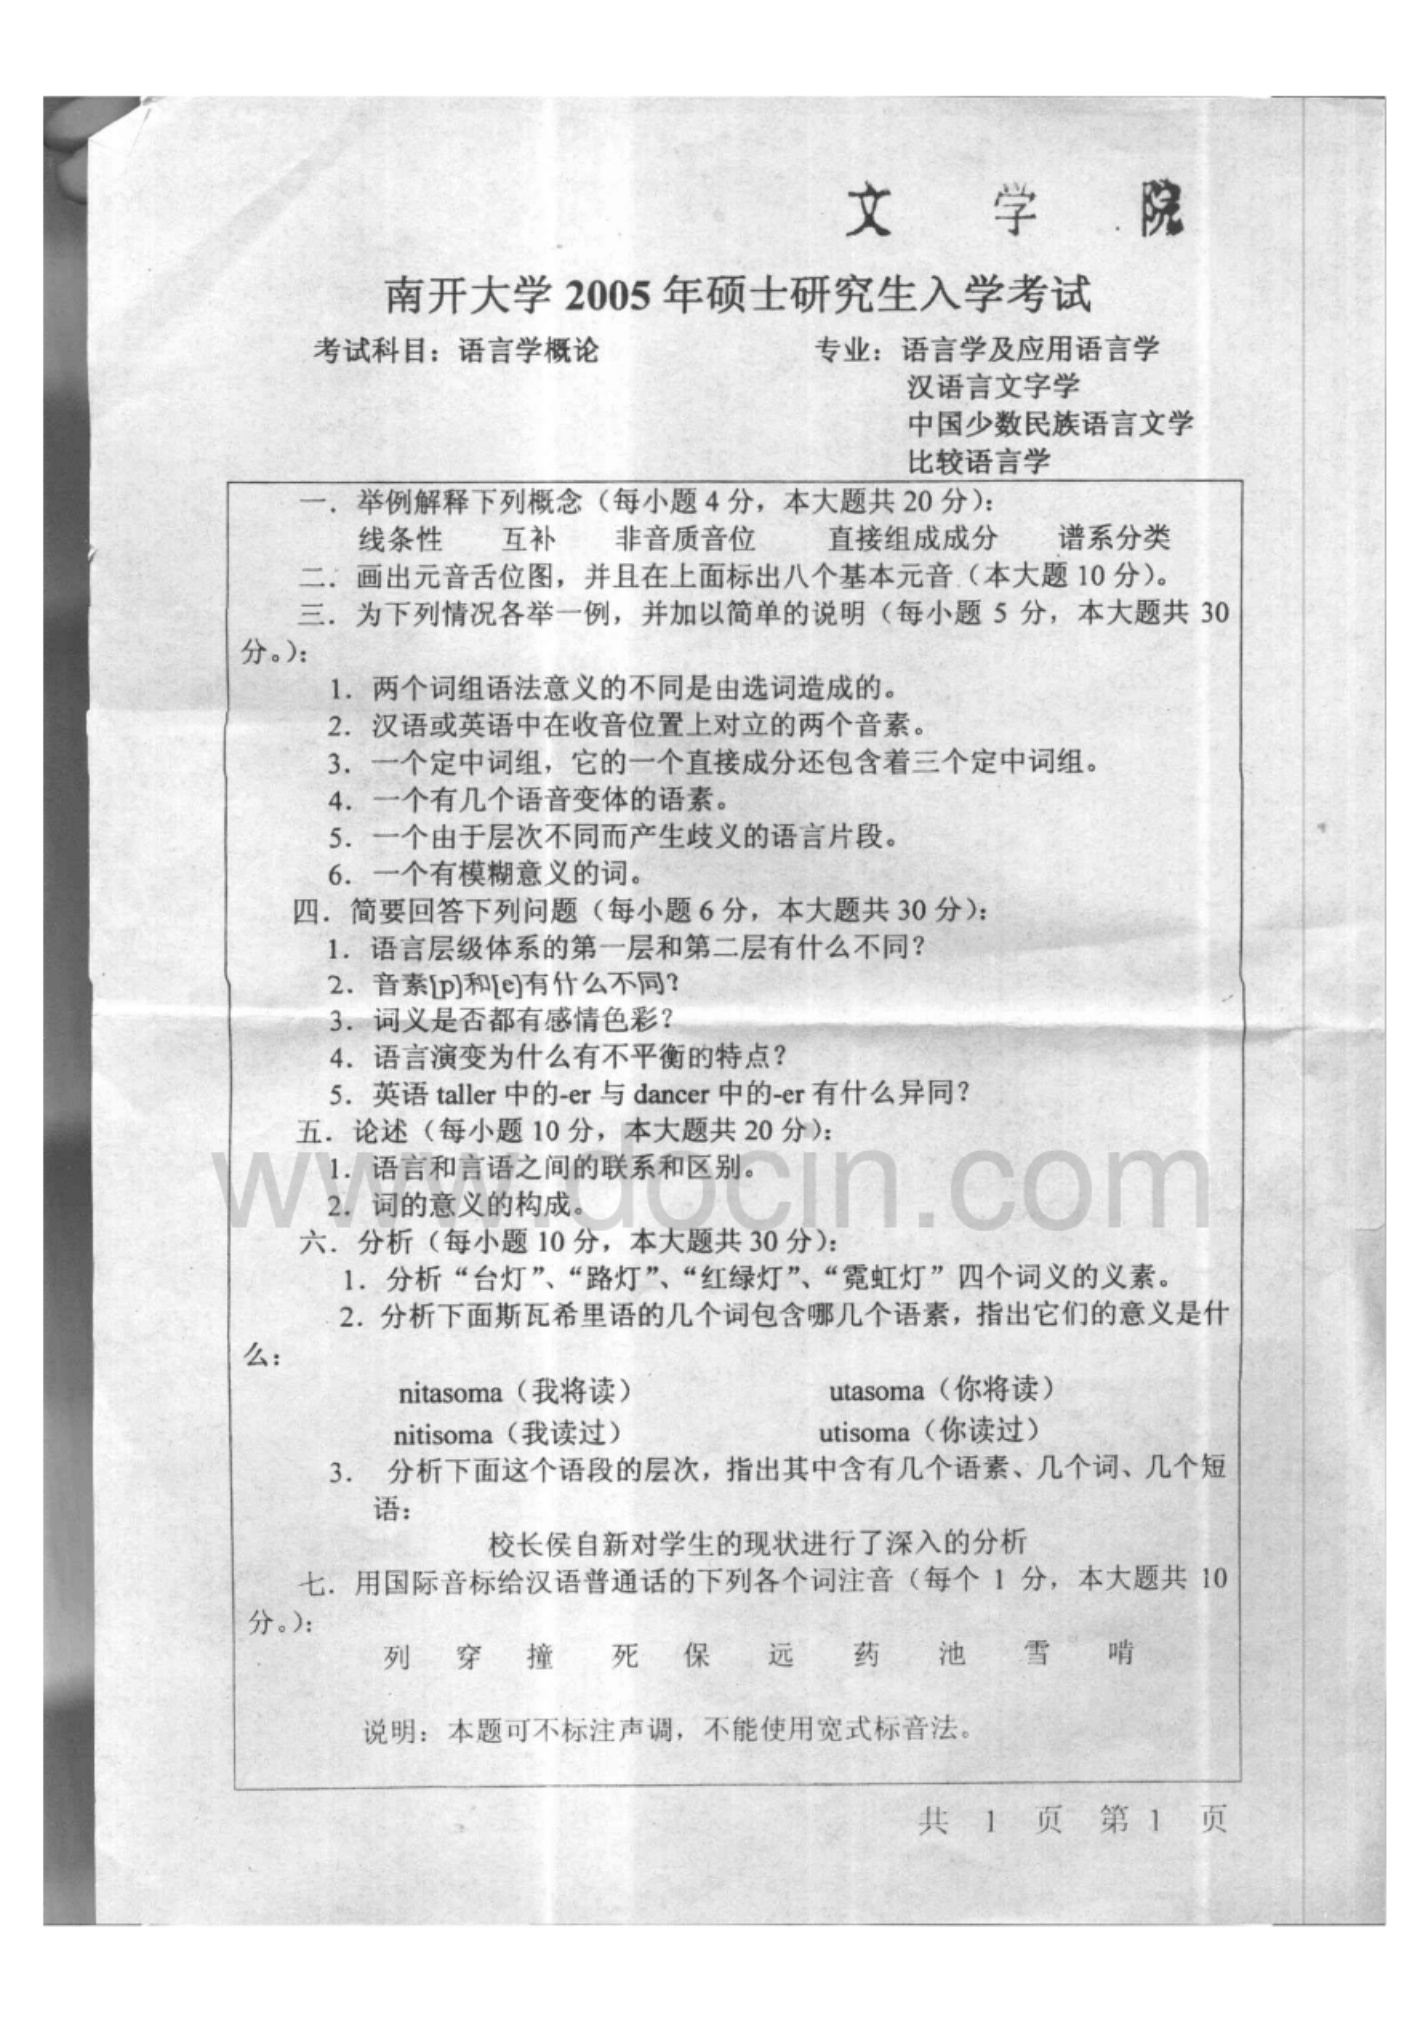 文 学 院
南开大学 2005 年硕士研究生入学考试
考试科目：语言学概论 专业：语言学及应用语言学
汉语言文字学
中国少数民族语言文学
比较语言学
一．举例解释下列概念（每小题 4 分，本大题共 20 分）：
线条性 互补 非音质音位 直接组成成分 谱系分类
二．画出元音舌位图，并且在上面标出八个基本元音（本大题 10 分）。
三．为下列情况各举一例，并加以简单的说明（每小题 5 分，本大题共 30
分。）：
1．两个词组语法意义的不同是由选词造成的。
2．汉语或英语中在收音位置上对立的两个音素。
3．一个定中词组，它的一个直接成分还包含着三个定中词组。
4．一个有几个语音变体的语素。
5．一个由于层次不同而产生歧义的语言片段。
6．一个有模糊意义的词。
四．简要回答下列问题（每小题 6 分，本大题共 30 分）：
1．语言层级体系的第一层和第二层有什么不同？
2．音素[p]和[e]有什么不同？
3．词义是否都有感情色彩？
4．语言演变为什么有不平衡的特点？
5．英语 taller 中的-er 与 dancer 中的-er 有什么异同？
五．论述（每小题 10 分，本大题共 20 分）：
1．语言和言语之间的联系和区别。
www.docin.com
2．词的意义的构成。
六．分析（每小题 10 分，本大题共 30 分）：
1．分析“台灯”、“路灯”、“红绿灯”、“霓虹灯”四个词义的义素。
2．分析下面斯瓦希里语的几个词包含哪几个语素，指出它们的意义是什
么：
nitasoma（我将读） utasoma（你将读）
nitisoma（我读过） utisoma（你读过）
3． 分析下面这个语段的层次，指出其中含有几个语素、几个词、几个短
语：
校长侯自新对学生的现状进行了深入的分析
七．用国际音标给汉语普通话的下列各个词注音（每个 1 分，本大题共 10
分。）：
列 穿 撞 死 保 远 药 池 雪 啃
说明：本题可不标注声调，不能使用宽式标音法。
共 1 页 第 1 页